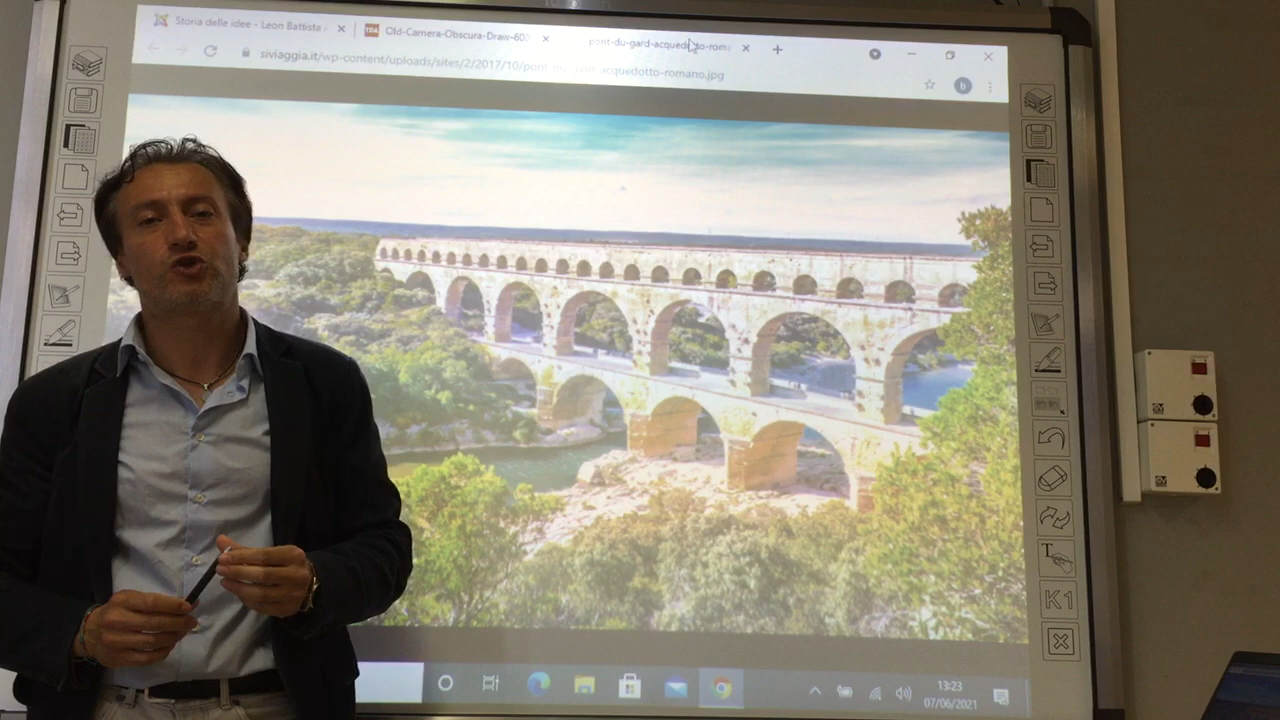 Storia delle idee - Leon Battista
TDA
Old-Camera-Obscura-Draw-600
pont-du-gard-acquedotto-roma
siviaggia.it/wp-content/uploads/sites/2/2017/10/pont-du-gard-acquedotto-romano.jpg
b
T
K1
13:23
07/06/2021